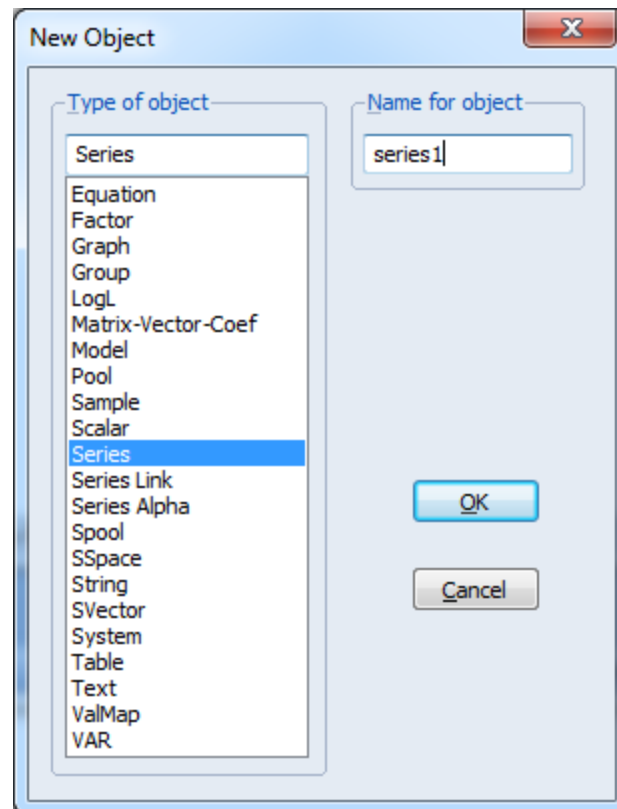 New Object
Type of object
Name for object
Series
series1
Equation
Factor
Graph
Group
LogL
Matrix-Vector-Coef
Model
Pool
Sample
Scalar
Series
Series Link
Series Alpha
Spool
SSpace
String
SVector
System
Table
Text
ValMap
VAR
OK
Cancel